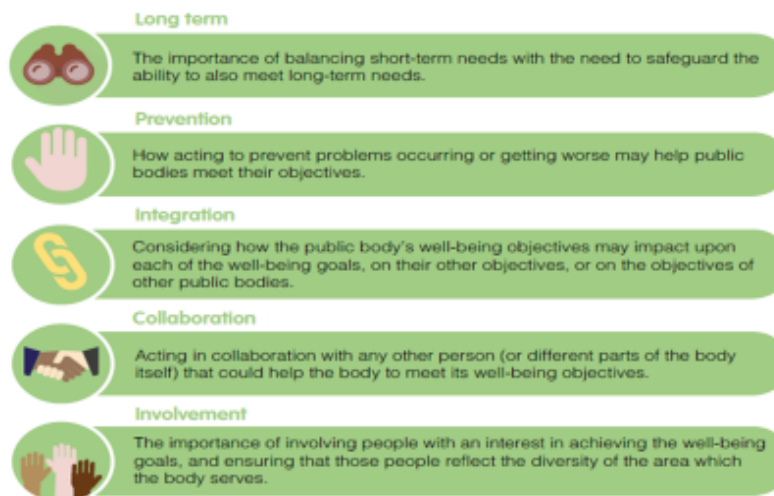 Long term
The importance of balancing short-term needs with the need to safeguard the
ability to also meet long-term needs.
Prevention
How acting to prevent problems occurring or getting worse may help public
bodies meet their objectives.
Integration
Considering how the public body's well-being objectives may impact upon
each of the well-being goals, on their other objectives, or on the objectives of
other public bodies.
Collaboration
Acting in collaboration with any other person (or different parts of the body
itself) that could help the body to meet its well-being objectives.
Involvement
The importance of involving people with an interest in achieving the well-being
goals, and ensuring that those people reflect the diversity of the area which
the body serves.